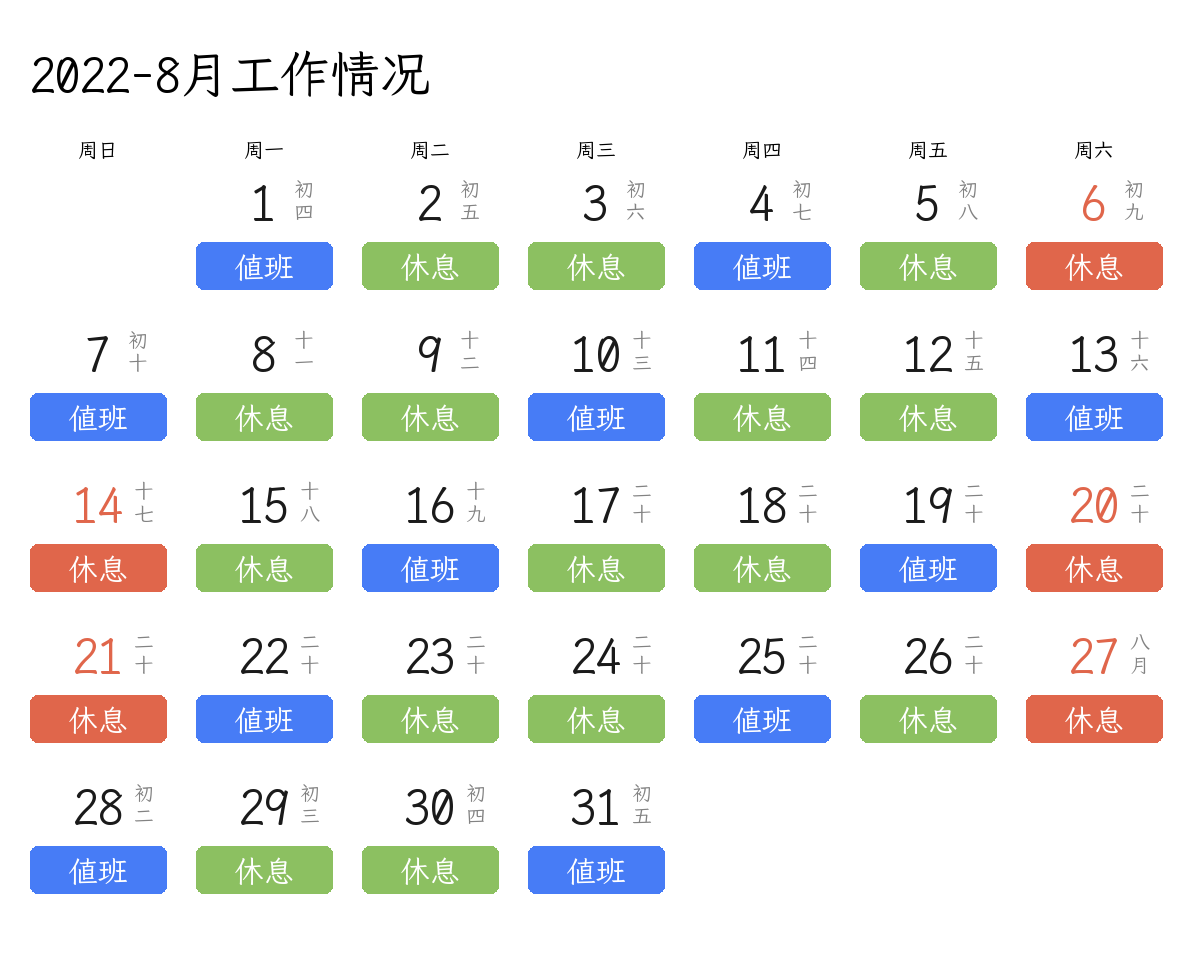 2022-8月工作情况
周日 周一 周二 周三 周四 周五 周六
1 初四 2 初五 3 初六 4 初七 5 初八 6 初九
值班 休息 休息 值班 休息 休息
7 初十 8 十一 9 十二 10 十三 11 十四 12 十五 13 十六
值班 休息 休息 值班 休息 休息 值班
14 十七 15 十八 16 十九 17 二十 18 二十 19 二十 20 二十
休息 休息 值班 休息 休息 值班 休息
21 二十 22 二十 23 二十 24 二十 25 二十 26 二十 27 八月
休息 值班 休息 休息 值班 休息 休息
28 初二 29 初三 30 初四 31 初五
值班 休息 休息 值班